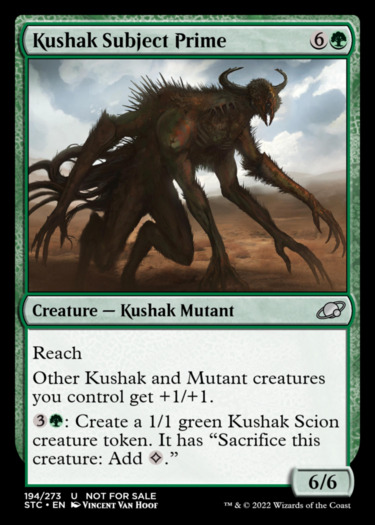 Kushak Subject Prime 6
Creature — Kushak Mutant
Reach
Other Kushak and Mutant creatures
you control get +1/+1.
3 : Create a 1/1 green Kushak Scion
creature token. It has “Sacrifice this
creature: Add .”
6/6
194/273 U NOT FOR SALE
STC • EN Vincent Van Hoof
™ & © 2022 Wizards of the Coast